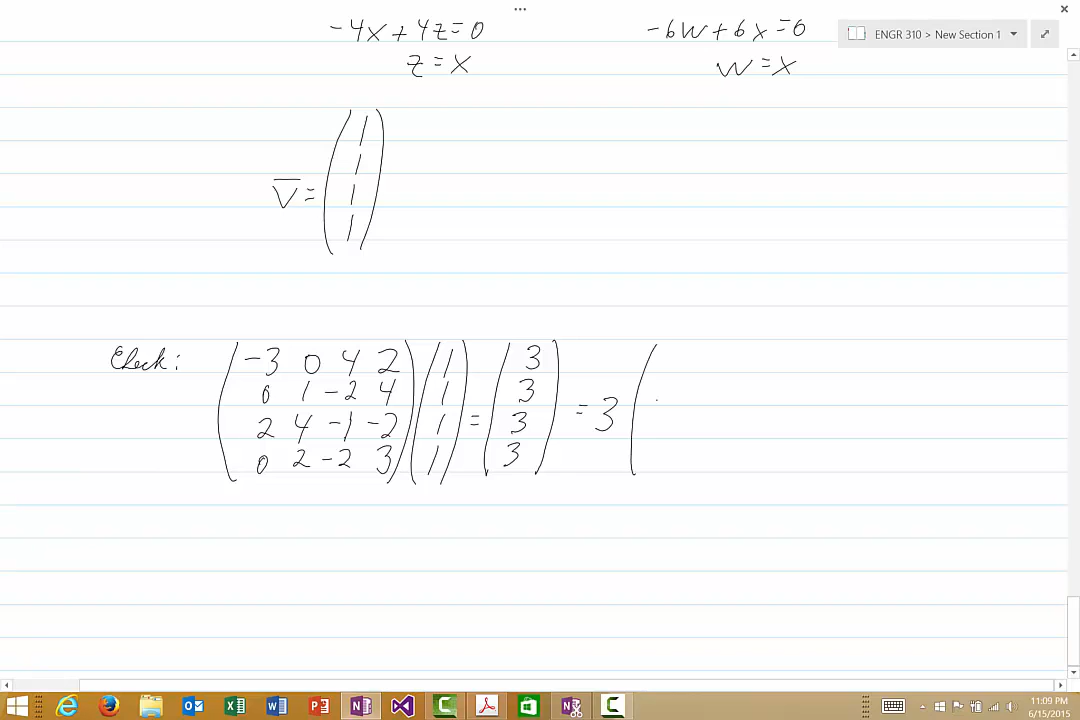 ENGR 310 > New Section 1
-4x + 4z = 0 -6w + 6x = 0
z = x w = x
1
1
v̅ = 1
1
Check: ( -3 0 4 2 ) ( 1 ) ( 3 )
0 1 -2 4 1 3
2 4 -1 -2 1 = 3 = 3 (
0 2 -2 3 1 3
11:09 PM
6/15/2015